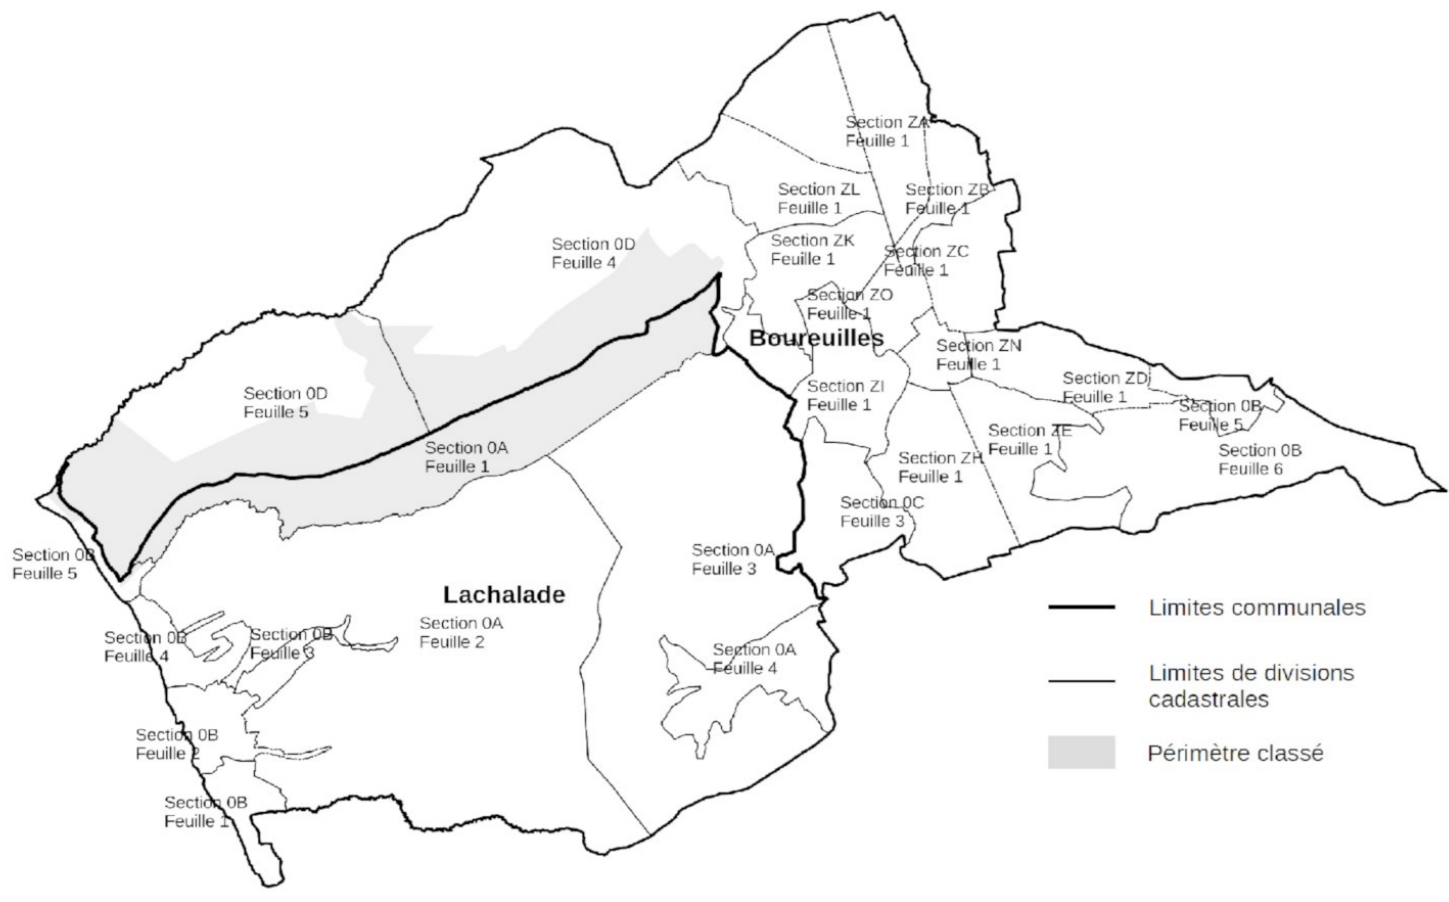 Section ZA
Feuille 1
Section ZL
Feuille 1
Section ZB
Feuille 1
Section 0D
Feuille 4
Section ZK
Feuille 1
Section ZC
Feuille 1
Section ZO
Feuille 1
Boureuilles
Section ZN
Feuille 1
Section 0D
Feuille 5
Section ZI
Feuille 1
Section ZD
Feuille 1
Section 0B
Feuille 5
Section 0A
Feuille 1
Section ZE
Feuille 1
Section ZH
Feuille 1
Section 0B
Feuille 6
Section 0C
Feuille 3
Section 0B
Feuille 5
Section 0A
Feuille 3
Lachalade
Section 0A
Feuille 2
Section 0B
Feuille 4
Section 0B
Feuille 3
Section 0A
Feuille 4
Section 0B
Feuille 2
Section 0B
Feuille 1
Limites communales
Limites de divisions
cadastrales
Périmètre classé